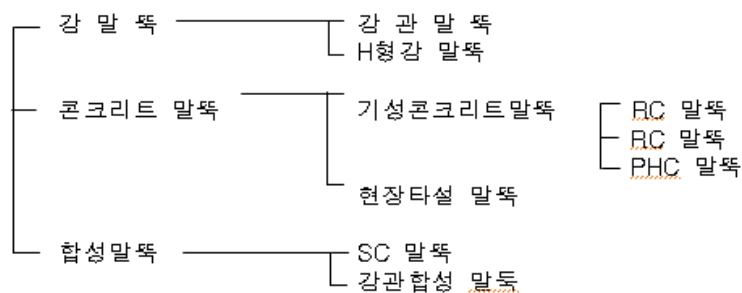 강 말 뚝
강 관 말 뚝
H형강 말뚝
콘크리트 말뚝
기성콘크리트말뚝
RC 말뚝
RC 말뚝
PHC 말뚝
현장타설 말뚝
합성말뚝
SC 말뚝
강관합성 말둑